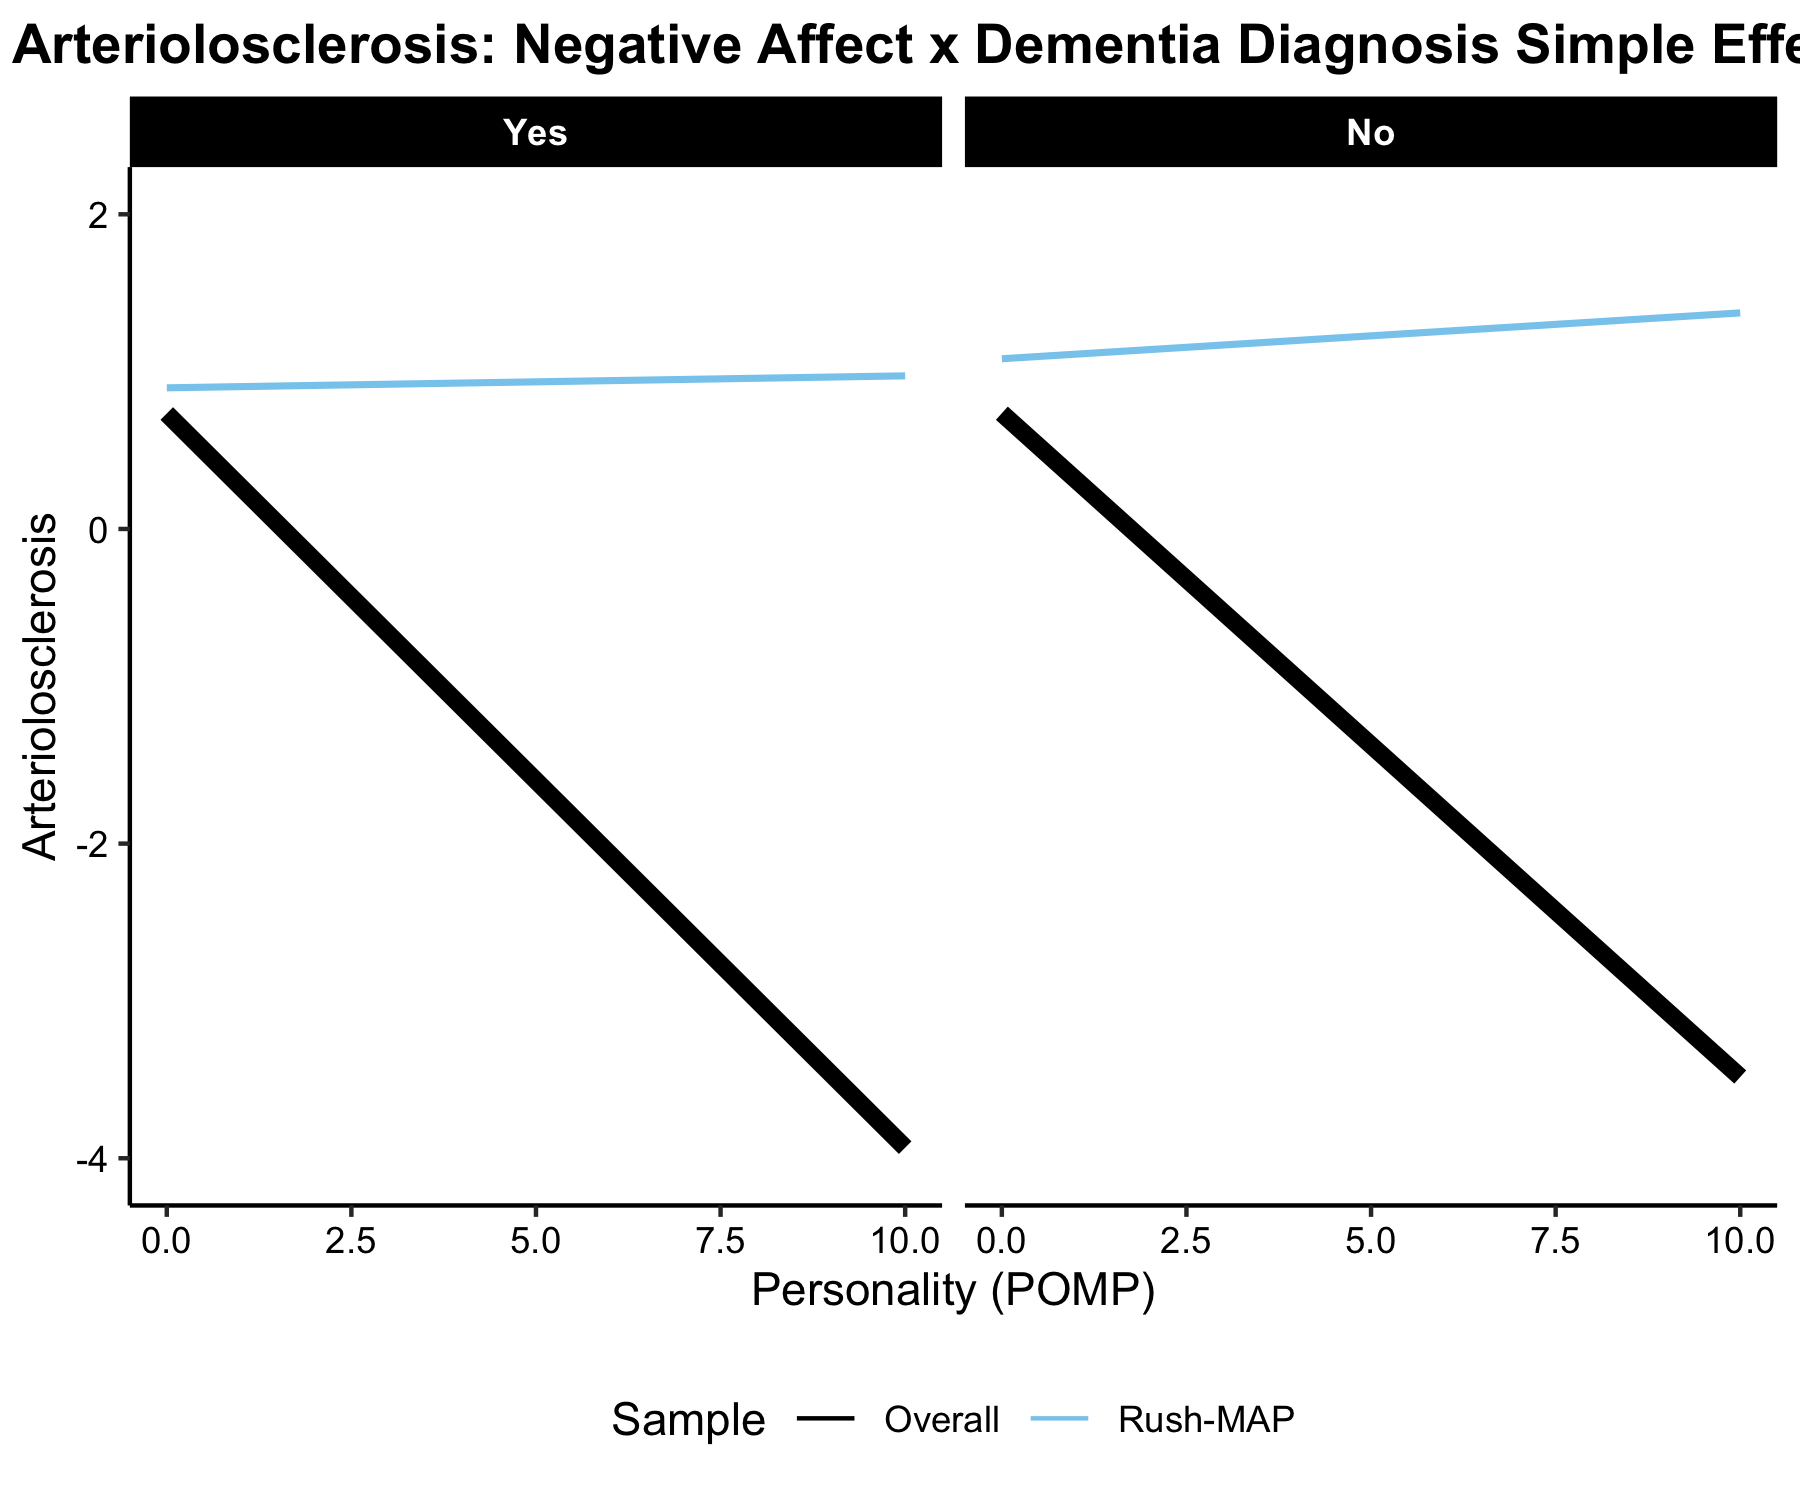 Arteriolosclerosis: Negative Affect x Dementia Diagnosis Simple Effe
Yes
No
Arteriolosclerosis
2
0
-2
-4
0.0 2.5 5.0 7.5 10.0 0.0 2.5 5.0 7.5 10.0
Personality (POMP)
Sample Overall Rush-MAP